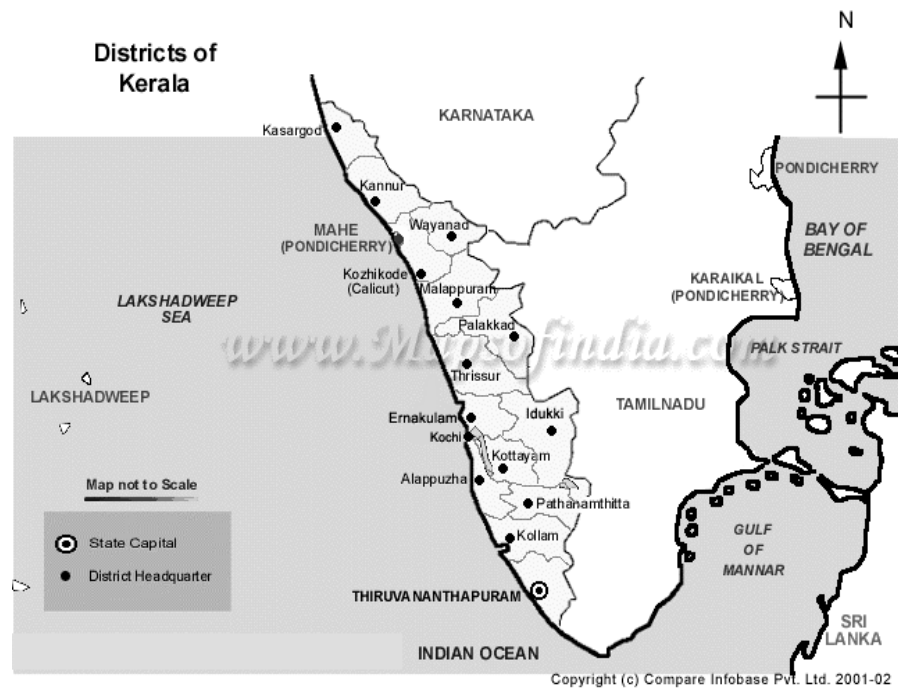 Districts of
Kerala
N
KARNATAKA
Kasargod
PONDICHERRY
Kannur
MAHE
(PONDICHERRY)
Wayanad
BAY OF
BENGAL
Kozhikode
(Calicut)
Malappuram
KARAIKAL
(PONDICHERRY)
LAKSHADWEEP
SEA
Palakkad
www.Mapsofindia.com
PALK STRAIT
Thrissur
LAKSHADWEEP
TAMILNADU
Ernakulam
Idukki
Kochi
Kottayam
Alappuzha
Map not to Scale
Pathanamthitta
State Capital
District Headquarter
Kollam
GULF
OF
MANNAR
THIRUVANANTHAPURAM
SRI
LANKA
INDIAN OCEAN
Copyright (c) Compare Infobase Pvt. Ltd. 2001-02